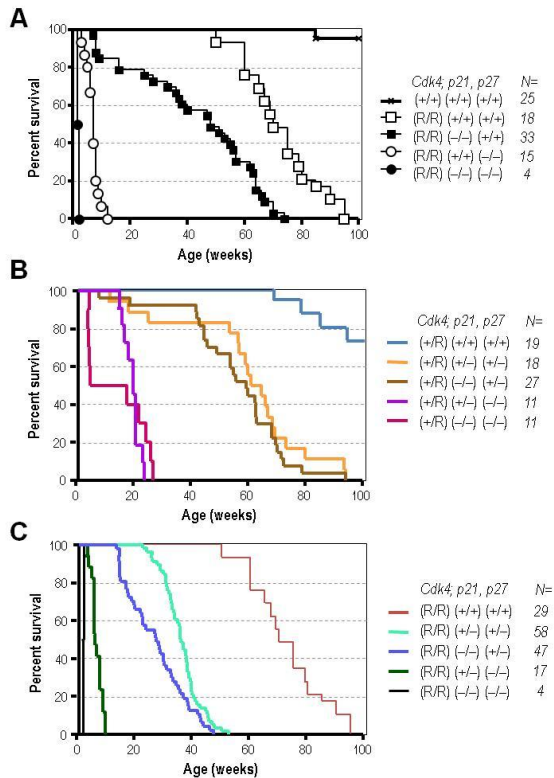 A
Percent survival
100
80
60
40
20
0
0 20 40 60 80 100
Age (weeks)
Cdk4; p21, p27 N=
(+/+) (+/+) (+/+) 25
(R/R) (+/+) (+/+) 18
(R/R) (–/–) (+/+) 33
(R/R) (+/+) (–/–) 15
(R/R) (–/–) (–/–) 4
B
Percent survival
100
80
60
40
20
0
0 20 40 60 80 100
Age (weeks)
Cdk4; p21, p27 N=
(+/R) (+/+) (+/+) 19
(+/R) (+/–) (+/–) 18
(+/R) (–/–) (+/–) 27
(+/R) (+/–) (–/–) 11
(+/R) (–/–) (–/–) 11
C
Percent survival
100
80
60
40
20
0
0 20 40 60 80 100
Age (weeks)
Cdk4; p21, p27 N=
(R/R) (+/+) (+/+) 29
(R/R) (+/–) (+/–) 58
(R/R) (–/–) (+/–) 47
(R/R) (+/–) (–/–) 17
(R/R) (–/–) (–/–) 4